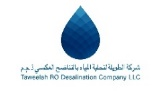 شركة الطويلة لتحلية المياه بالتناضح العكسي ذ.م.م
Taweelah RO Desalination Company LLC